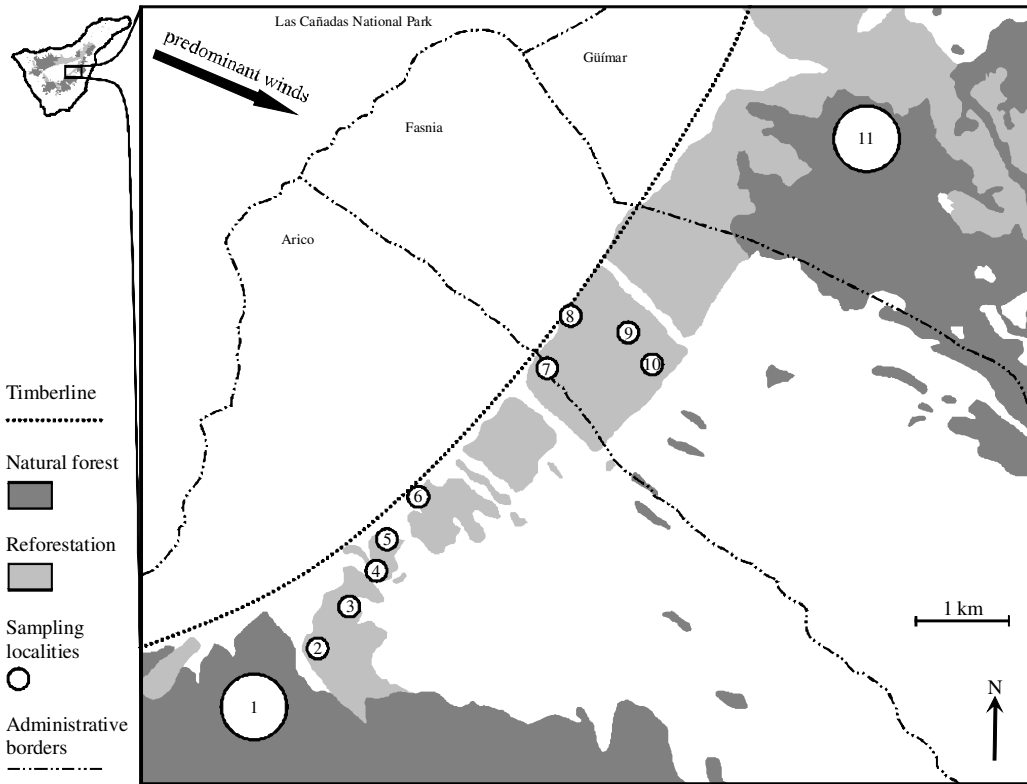 Las Cañadas National Park
predominant winds
Güímar
Fasnia
11
Arico
8
9
7
10
Timberline
Natural forest
6
Reforestation
5
4
3
1 km
Sampling
localities
2
N
1
Administrative
borders